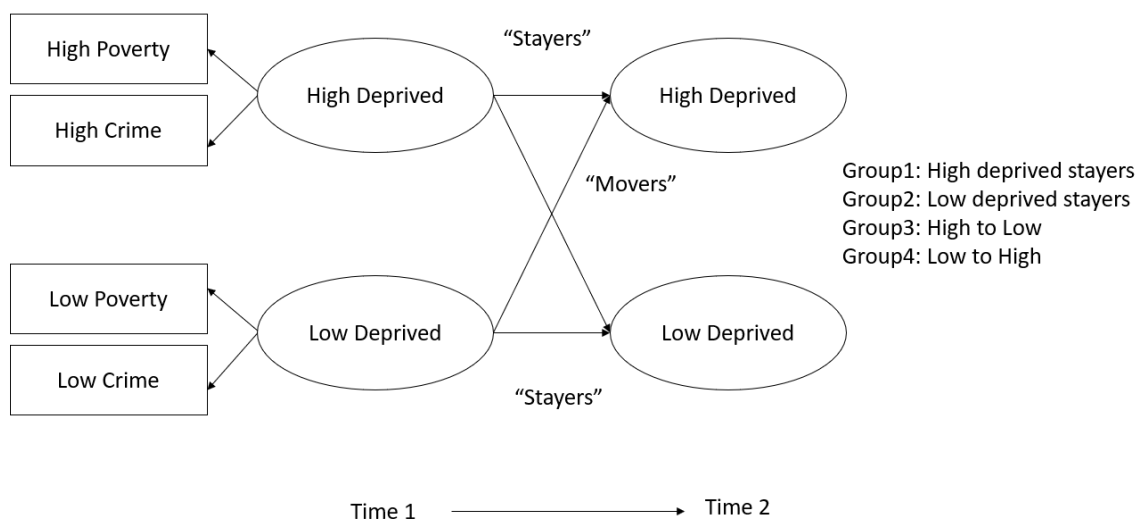 “Stayers”
High Poverty
High Crime
High Deprived
High Deprived
“Movers”
Group1: High deprived stayers
Group2: Low deprived stayers
Group3: High to Low
Group4: Low to High
Low Poverty
Low Crime
Low Deprived
Low Deprived
“Stayers”
Time 1
Time 2